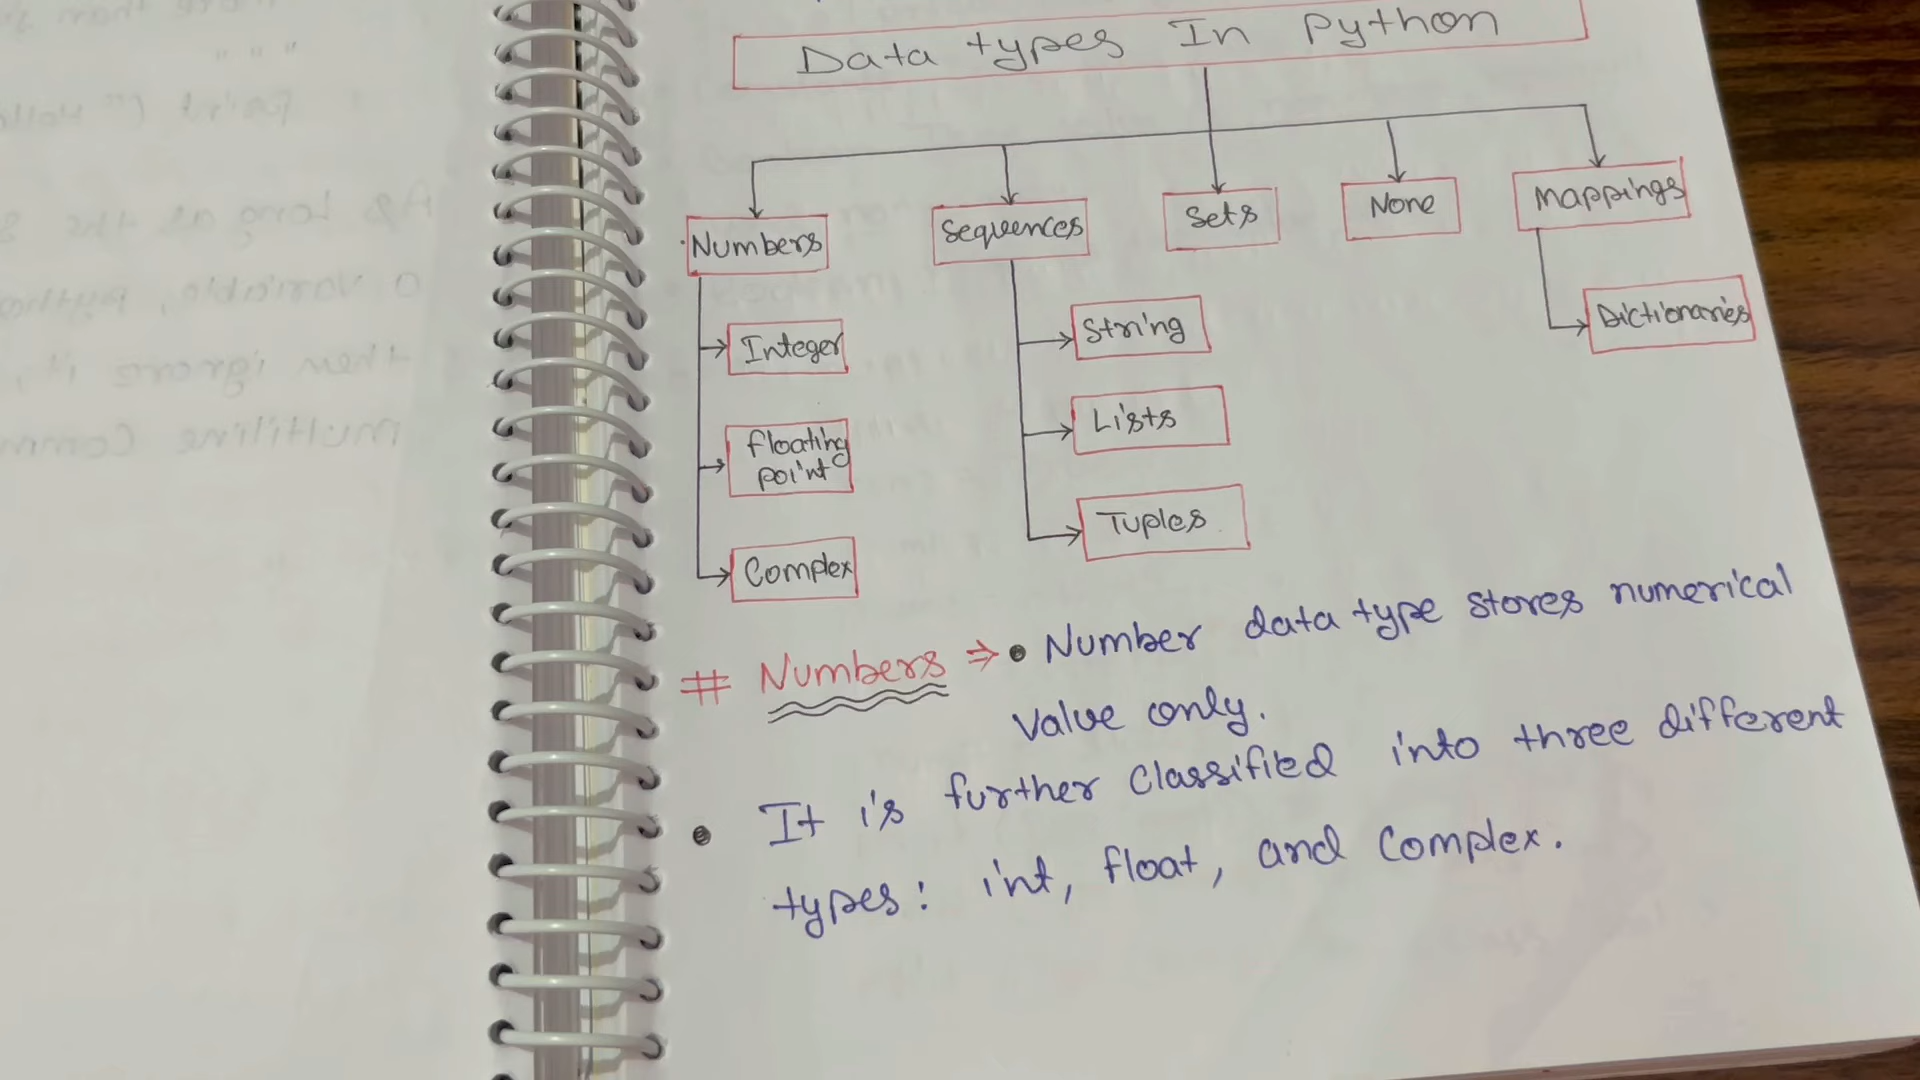 Data types In Python
Numbers
Sequences
Sets
None
Mappings
Integer
floating
point
Complex
String
Lists
Tuples
Dictionaries
# Numbers ⇒ • Number data type stores numerical
Value only.
• It is further Classified into three different
types: int, float, and Complex.